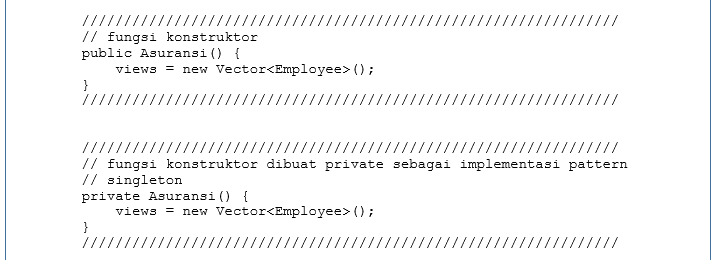 ////////////////////////////////////////////////////////////////
// fungsi konstruktor
public Asuransi() {
views = new Vector<Employee>();
}
////////////////////////////////////////////////////////////////
////////////////////////////////////////////////////////////////
// fungsi konstruktor dibuat private sebagai implementasi pattern
// singleton
private Asuransi() {
views = new Vector<Employee>();
}
////////////////////////////////////////////////////////////////